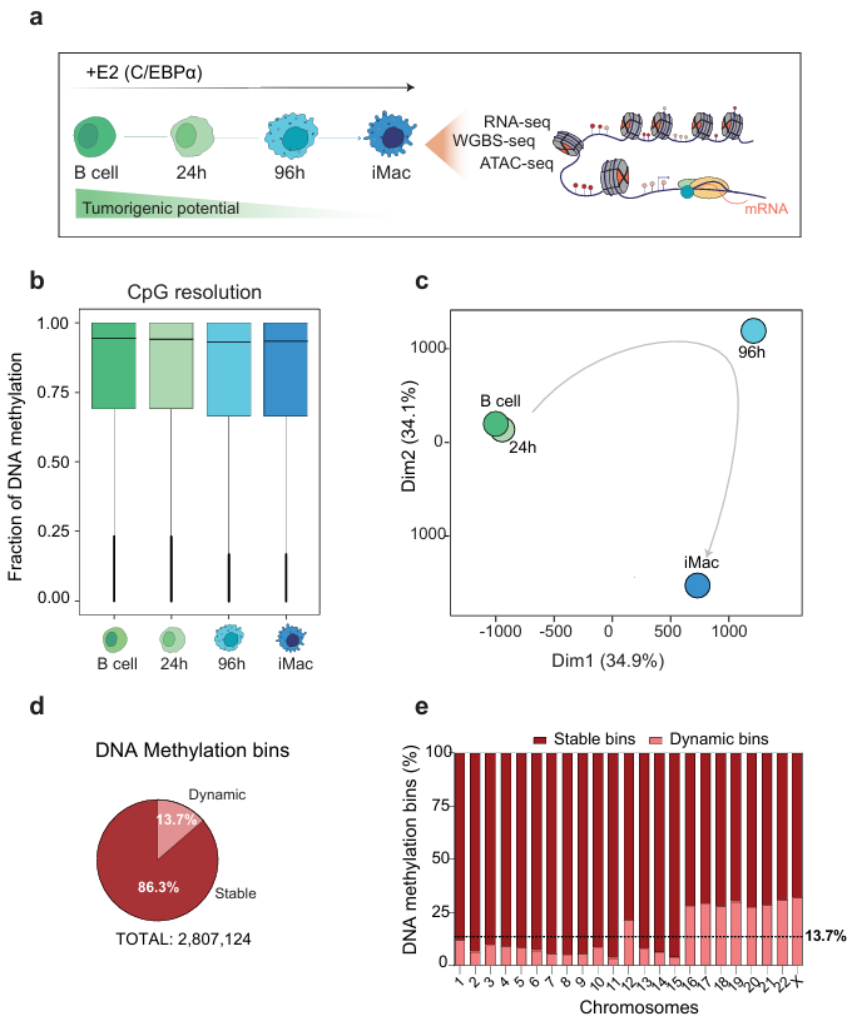 a
+E2 (C/EBPα)
B cell
24h
96h
iMac
Tumorigenic potential
RNA-seq
WGBS-seq
ATAC-seq
mRNA
b
CpG resolution
Fraction of DNA methylation
1.00
0.75
0.50
0.25
0.00
B cell
24h
96h
iMac
c
Dim2 (34.1%)
1000
0
1000
96h
B cell
24h
iMac
-1000
-500
0
500
1000
Dim1 (34.9%)
d
DNA Methylation bins
Dynamic
13.7%
86.3%
Stable
TOTAL: 2,807,124
e
Stable bins
Dynamic bins
DNA methylation bins (%)
100
75
50
25
0
13.7%
1
2
3
4
5
6
7
8
9
10
11
12
13
14
15
16
17
18
19
20
21
22
X
Chromosomes